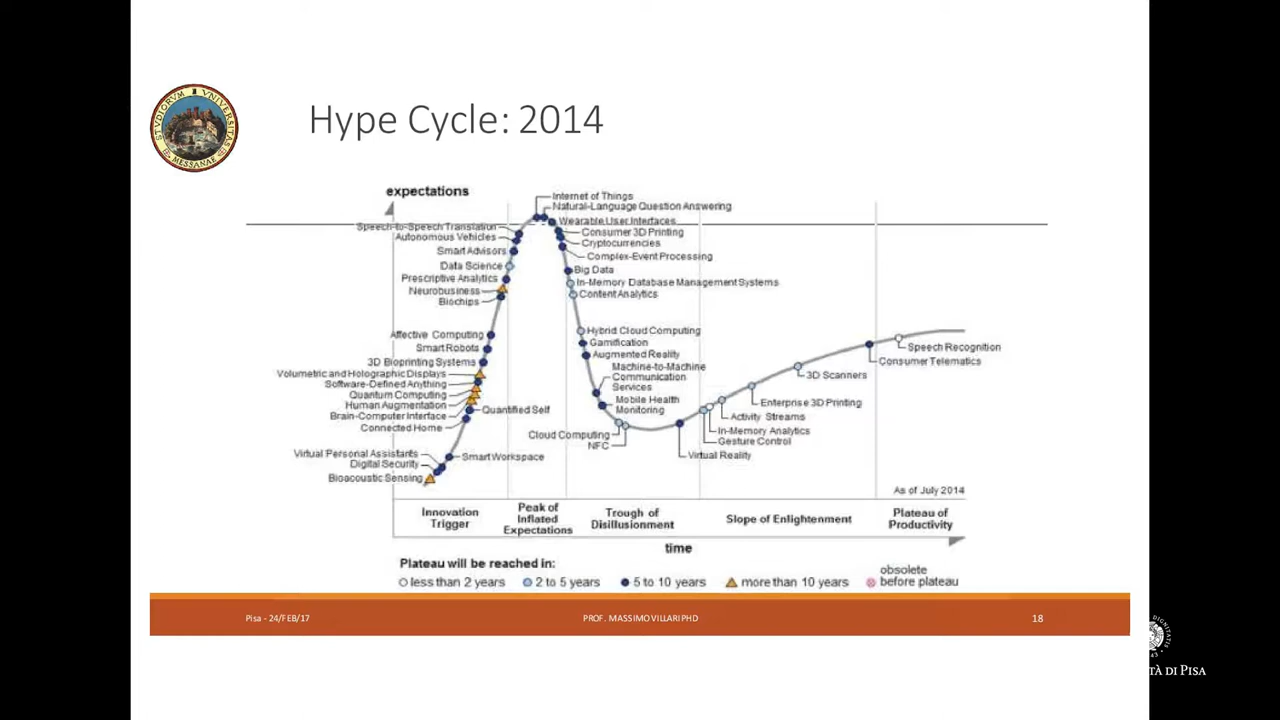 Hype Cycle: 2014
STVDIORVM VNIVERSITAS
MESSANAE
expectations
Internet of Things
Natural-Language Question Answering
Wearable User Interfaces
Consumer 3D Printing
Cryptocurrencies
Complex-Event Processing
Big Data
In-Memory Database Management Systems
Content Analytics
Hybrid Cloud Computing
Gamification
Augmented Reality
Machine-to-Machine
Communication
Services
Mobile Health
Monitoring
Cloud Computing
NFC
Virtual Reality
Speech-to-Speech Translation
Autonomous Vehicles
Smart Advisors
Data Science
Prescriptive Analytics
Neurobusiness
Biochips
Affective Computing
Smart Robots
3D Bioprinting Systems
Volumetric and Holographic Displays
Software-Defined Anything
Quantum Computing
Human Augmentation
Brain-Computer Interface
Connected Home
Quantified Self
Virtual Personal Assistants
Digital Security
Bioacoustic Sensing
Smart Workspace
Speech Recognition
Consumer Telematics
3D Scanners
Enterprise 3D Printing
Activity Streams
In-Memory Analytics
Gesture Control
As of July 2014
Innovation
Trigger
Peak of
Inflated
Expectations
Trough of
Disillusionment
Slope of Enlightenment
Plateau of
Productivity
time
Plateau will be reached in:
less than 2 years
2 to 5 years
5 to 10 years
more than 10 years
obsolete
before plateau
Pisa - 24/FEB/17
PROF. MASSIMO VILLARI PHD
18
DIGNITATIS
TÀ DI PISA